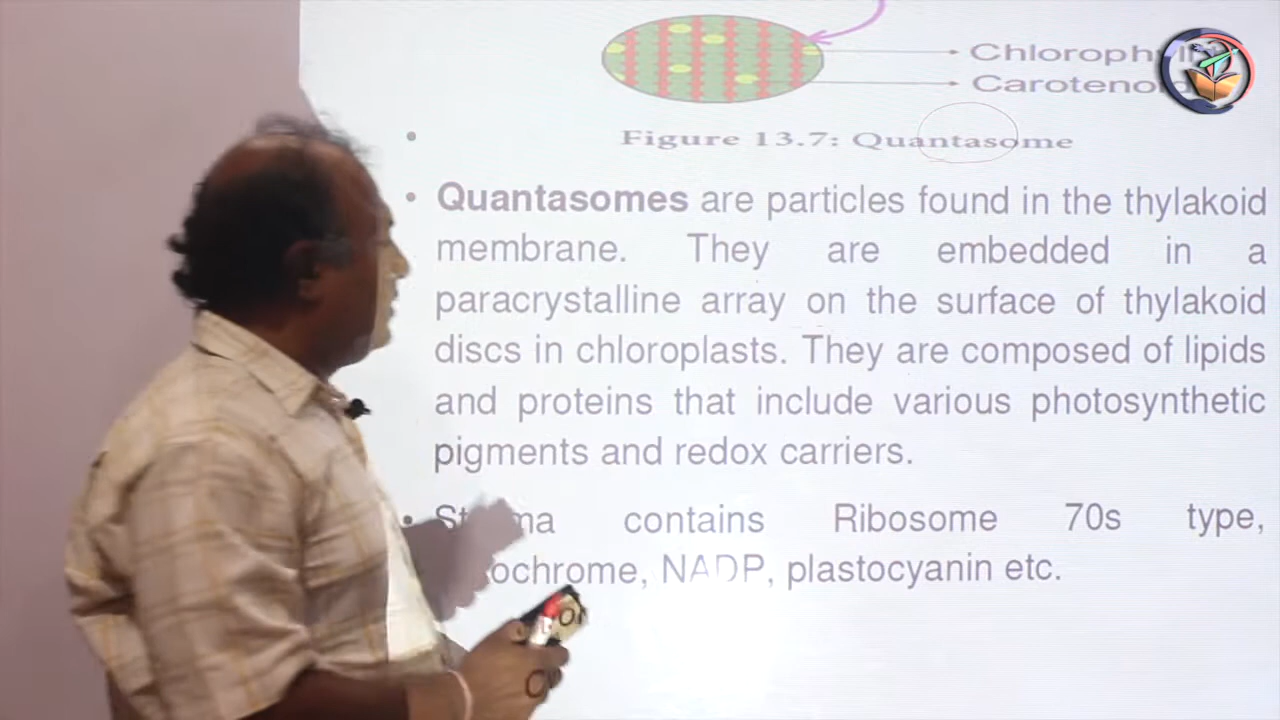 Figure 13.7: Quantasome
• Quantasomes are particles found in the thylakoid
membrane. They are embedded in a
paracrystalline array on the surface of thylakoid
discs in chloroplasts. They are composed of lipids
and proteins that include various photosynthetic
pigments and redox carriers.
contains Ribosome 70s type,
NADP, plastocyanin etc.